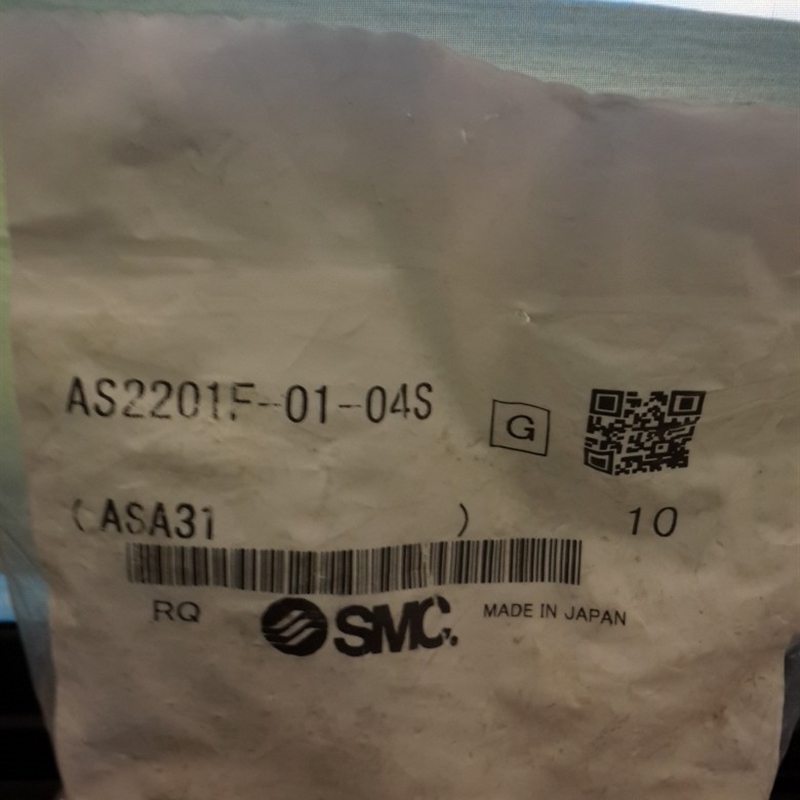 AS2201F-01-04S G
(ASA31 ) 10
RQ SMC. MADE IN JAPAN